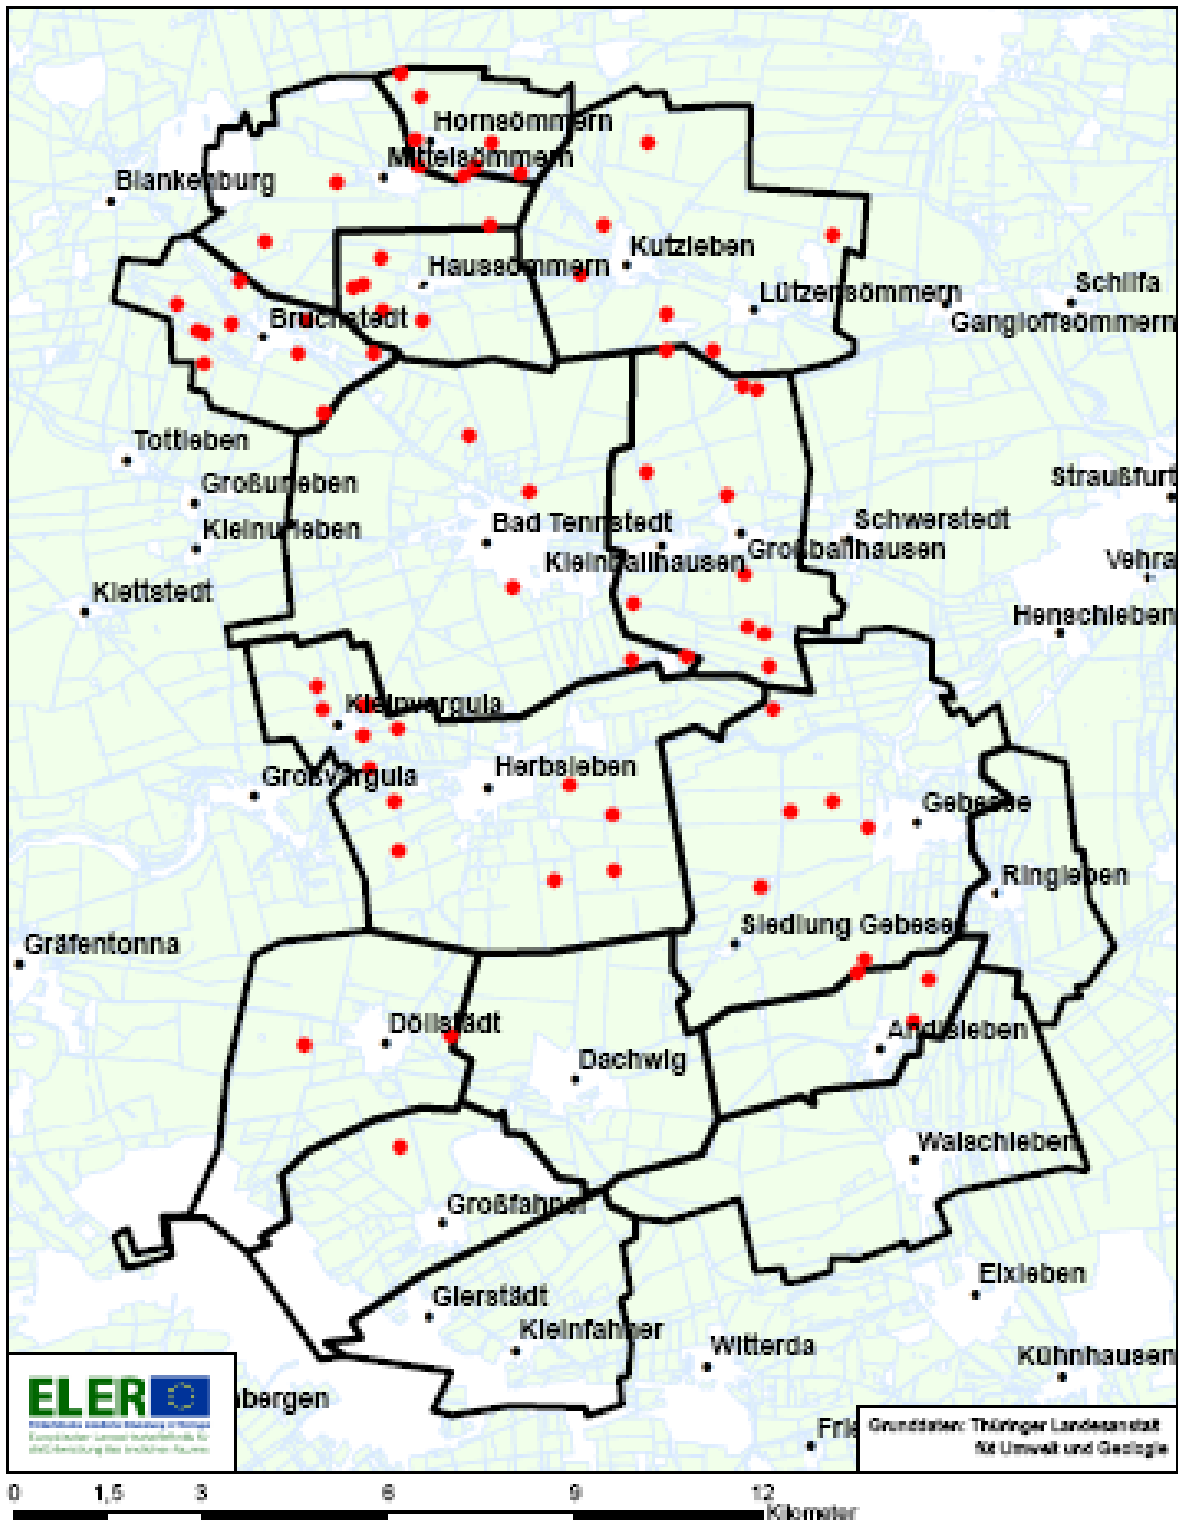 Hornsömmern
Mittelsömmern
Blankenburg
Kutzleben
Haussömmern
Schilfa
Lützensömmern
Bruchstedt
Gangloffsömmern
Tottleben
Straußfurt
Großurleben
Schwerstedt
Bad Tennstedt
Kleinurleben
Großballhausen
Kleinballhausen
Vehra
Klettstedt
Henschleben
Kleinvargula
Herbsleben
Großvargula
Gebesee
Ringleben
Siedlung Gebesee
Gräfentonna
Döllstädt
Andisleben
Dachwig
Walschleben
Großfahner
Elxleben
Gierstädt
Kleinfahner
Witterda
Kühnhausen
ELER
bergen
Frie
Grunddaten: Thüringer Landesanstalt
für Umwelt und Geologie
0 1,5 3 6 9 12
Kilometer